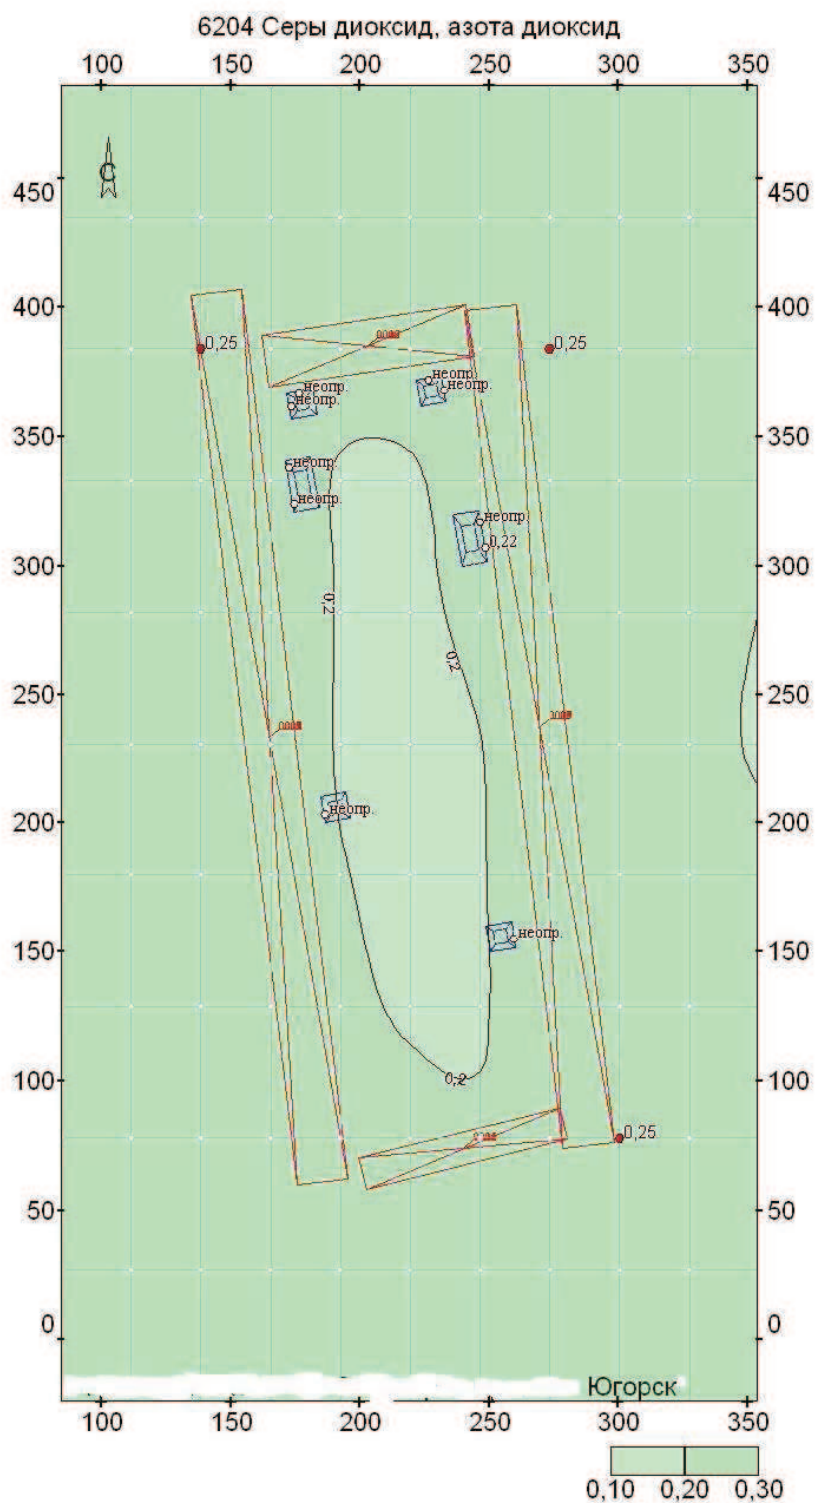 6204 Серы диоксид, азота диоксид
100 150 200 250 300 350
С
450 450
400 400
0,25 0,25
350 350
неопр.
неопр.
неопр.
неопр.
неопр.
неопр.
неопр.
0,22
300 300
0,2
0,2
250 250
200 200
неопр.
150 150
неопр.
100 100
0,2
0,25
50 50
0 0
Югорск
100 150 200 250 300 350
0,10 0,20 0,30